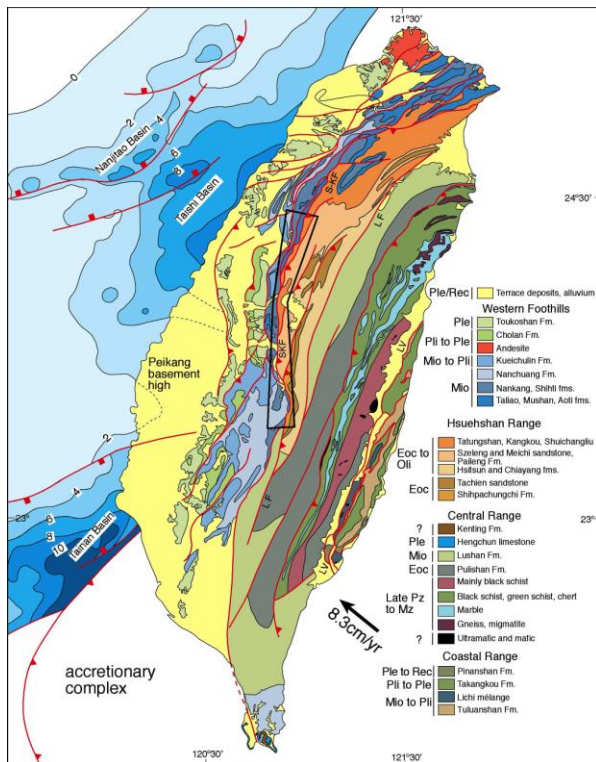 121°30'
0
2
4
Nanjitao Basin
6
8
Taishi Basin
S-KF
LF
24°30'
Peikang
basement
high
SKF
LV
LF
2
4
6
8
10
Tainan Basin
23°
23°
LV
8.3cm/yr
accretionary
complex
120°30'
121°30'
Ple/Rec Terrace deposits, alluvium
Western Foothills
Ple Toukoshan Fm.
Pli to Ple Cholan Fm.
Andesite
Mio to Pli Kueichulin Fm.
Nanchuang Fm.
Mio Nankang, Shihti fms.
Taliao, Mushan, Aoti fms.
Hsuehshan Range
Eoc to Oli Tatungshan, Kangkou, Shuichangliu
Szeleng and Meichi sandstone,
Paileng Fm.
Hsitsun and Chiayang fms.
Eoc Tachien sandstone
Shihpachungchi Fm.
Central Range
? Kenting Fm.
Ple Hengchun limestone
Mio Lushan Fm.
Eoc Pulishan Fm.
Mainly black schist
Late Pz to Mz Black schist, green schist, chert
Marble
Gneiss, migmatite
? Ultramafic and mafic
Coastal Range
Ple to Rec Pinanshan Fm.
Pli to Ple Takangkou Fm.
Mio to Pli Lichi mélange
Tuluanshan Fm.